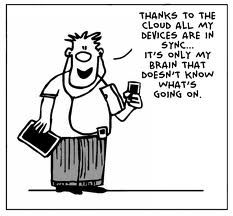 THANKS TO THE
CLOUD ALL MY
DEVICES ARE IN
SYNC...
IT'S ONLY MY
BRAIN THAT
DOESN'T KNOW
WHAT'S
GOING ON.